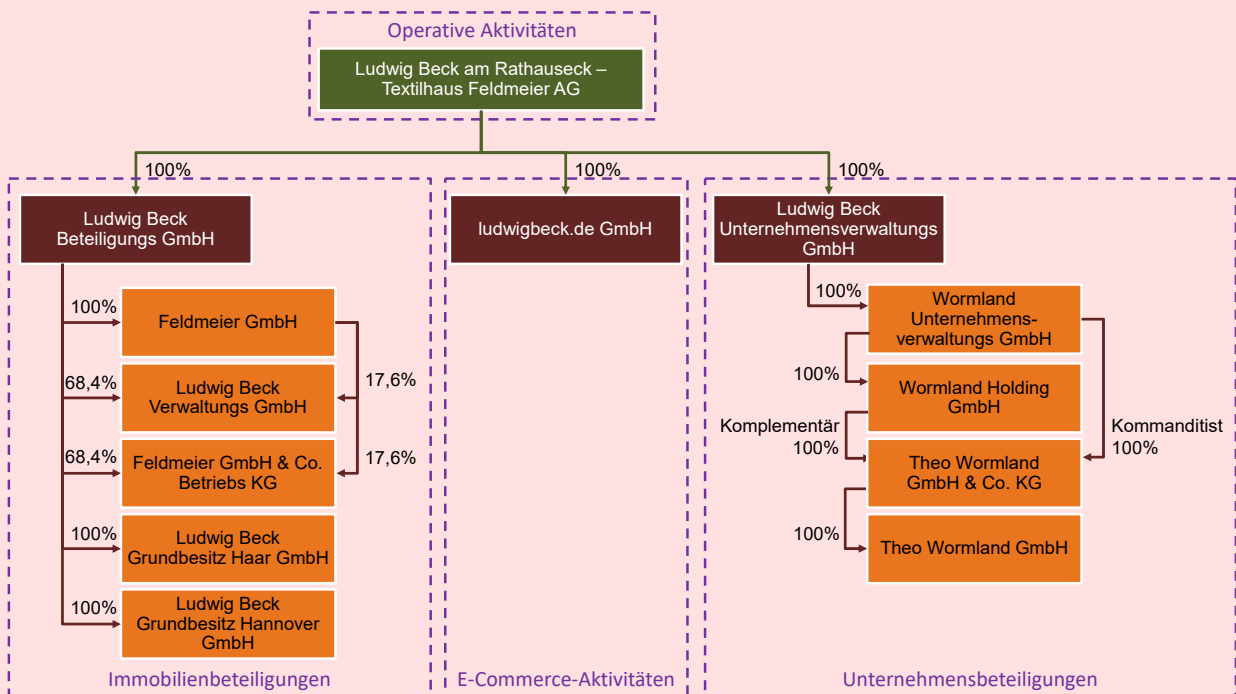 Operative Aktivitäten
Ludwig Beck am Rathauseck –
Textilhaus Feldmeier AG
100%
100%
100%
Ludwig Beck
Beteiligungs GmbH
ludwigbeck.de GmbH
Ludwig Beck
Unternehmensverwaltungs
GmbH
100%
Feldmeier GmbH
68,4%
Ludwig Beck
Verwaltungs GmbH
17,6%
68,4%
Feldmeier GmbH & Co.
Betriebs KG
17,6%
100%
Ludwig Beck
Grundbesitz Haar GmbH
100%
Ludwig Beck
Grundbesitz Hannover
GmbH
100%
Wormland
Unternehmens-
verwaltungs GmbH
100%
Wormland Holding
GmbH
Komplementär
100%
Kommanditist
100%
Theo Wormland
GmbH & Co. KG
100%
Theo Wormland GmbH
Immobilienbeteiligungen
E-Commerce-Aktivitäten
Unternehmensbeteiligungen